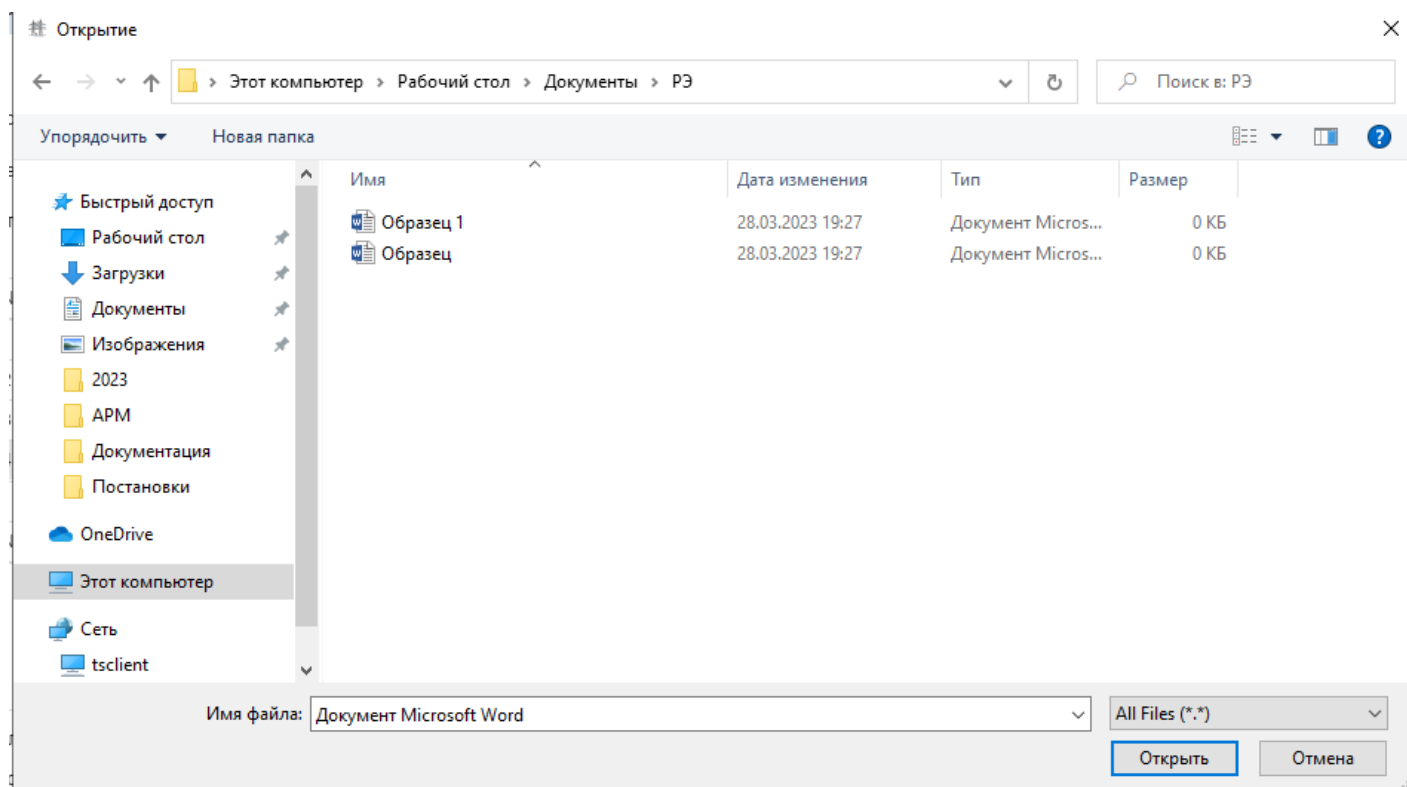 Открытие
Этот компьютер > Рабочий стол > Документы > РЭ
Поиск в: РЭ
Упорядочить
Новая папка
Быстрый доступ
Рабочий стол
Загрузки
Документы
Изображения
2023
АРМ
Документация
Постановки
OneDrive
Этот компьютер
Сеть
tsclient
Имя Дата изменения Тип Размер
Образец 1 28.03.2023 19:27 Документ Micros... 0 КБ
Образец 28.03.2023 19:27 Документ Micros... 0 КБ
Имя файла: Документ Microsoft Word
All Files (*.*)
Открыть Отмена